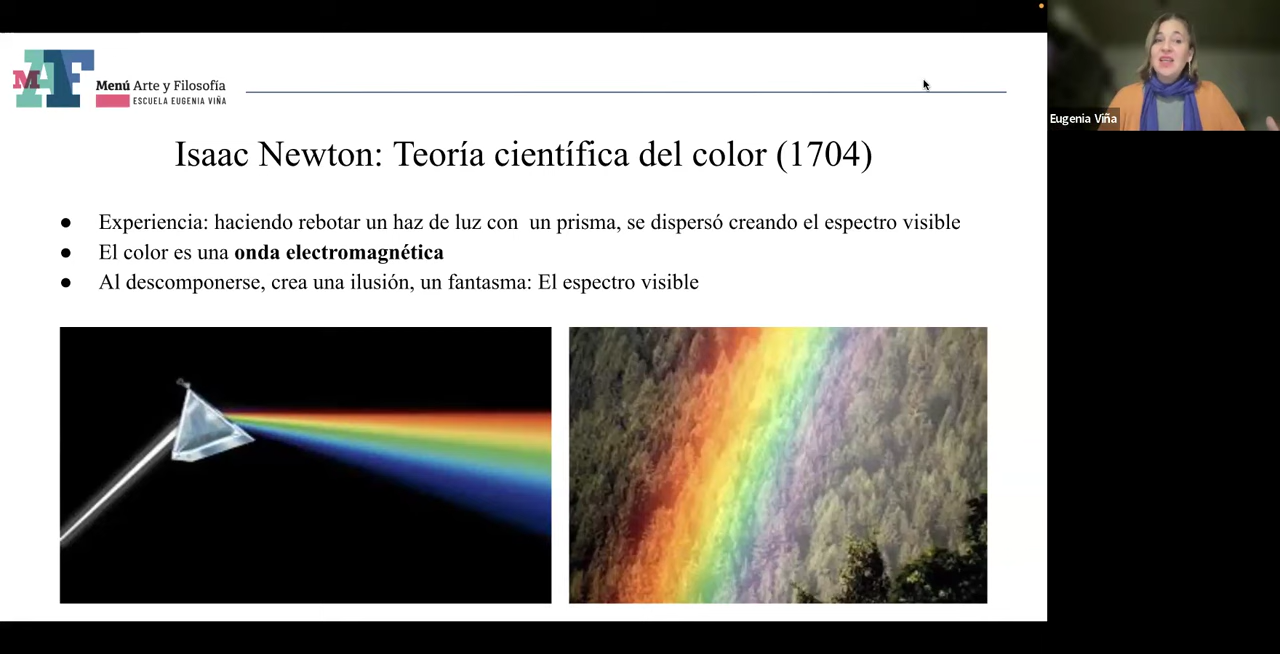 MAF
Menú Arte y Filosofía
ESCUELA EUGENIA VIÑA
Eugenia Viña
Isaac Newton: Teoría científica del color (1704)
● Experiencia: haciendo rebotar un haz de luz con un prisma, se dispersó creando el espectro visible
● El color es una onda electromagnética
● Al descomponerse, crea una ilusión, un fantasma: El espectro visible